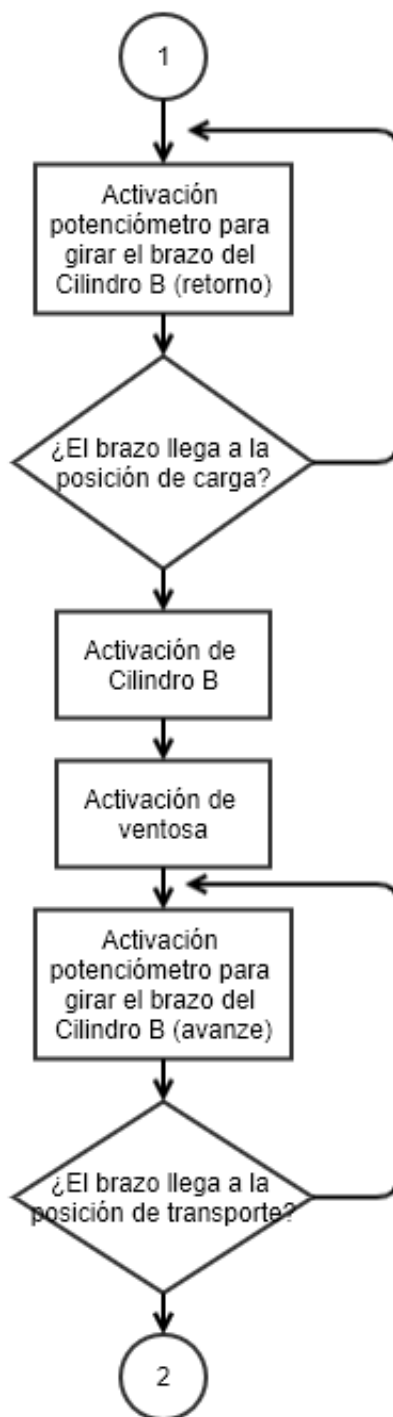 1
Activación
potenciómetro para
girar el brazo del
Cilindro B (retorno)
¿El brazo llega a la
posición de carga?
Activación de
Cilindro B
Activación de
ventosa
Activación
potenciómetro para
girar el brazo del
Cilindro B (avanze)
¿El brazo llega a la
posición de transporte?
2